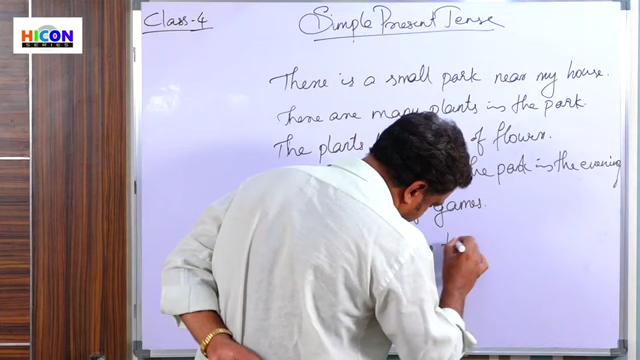 HICON
SERIES
Class-4
Simple Present Tense
There is a small park near my house.
There are many plants in the park.
The plants of flowrs.
the park in the evening
games.